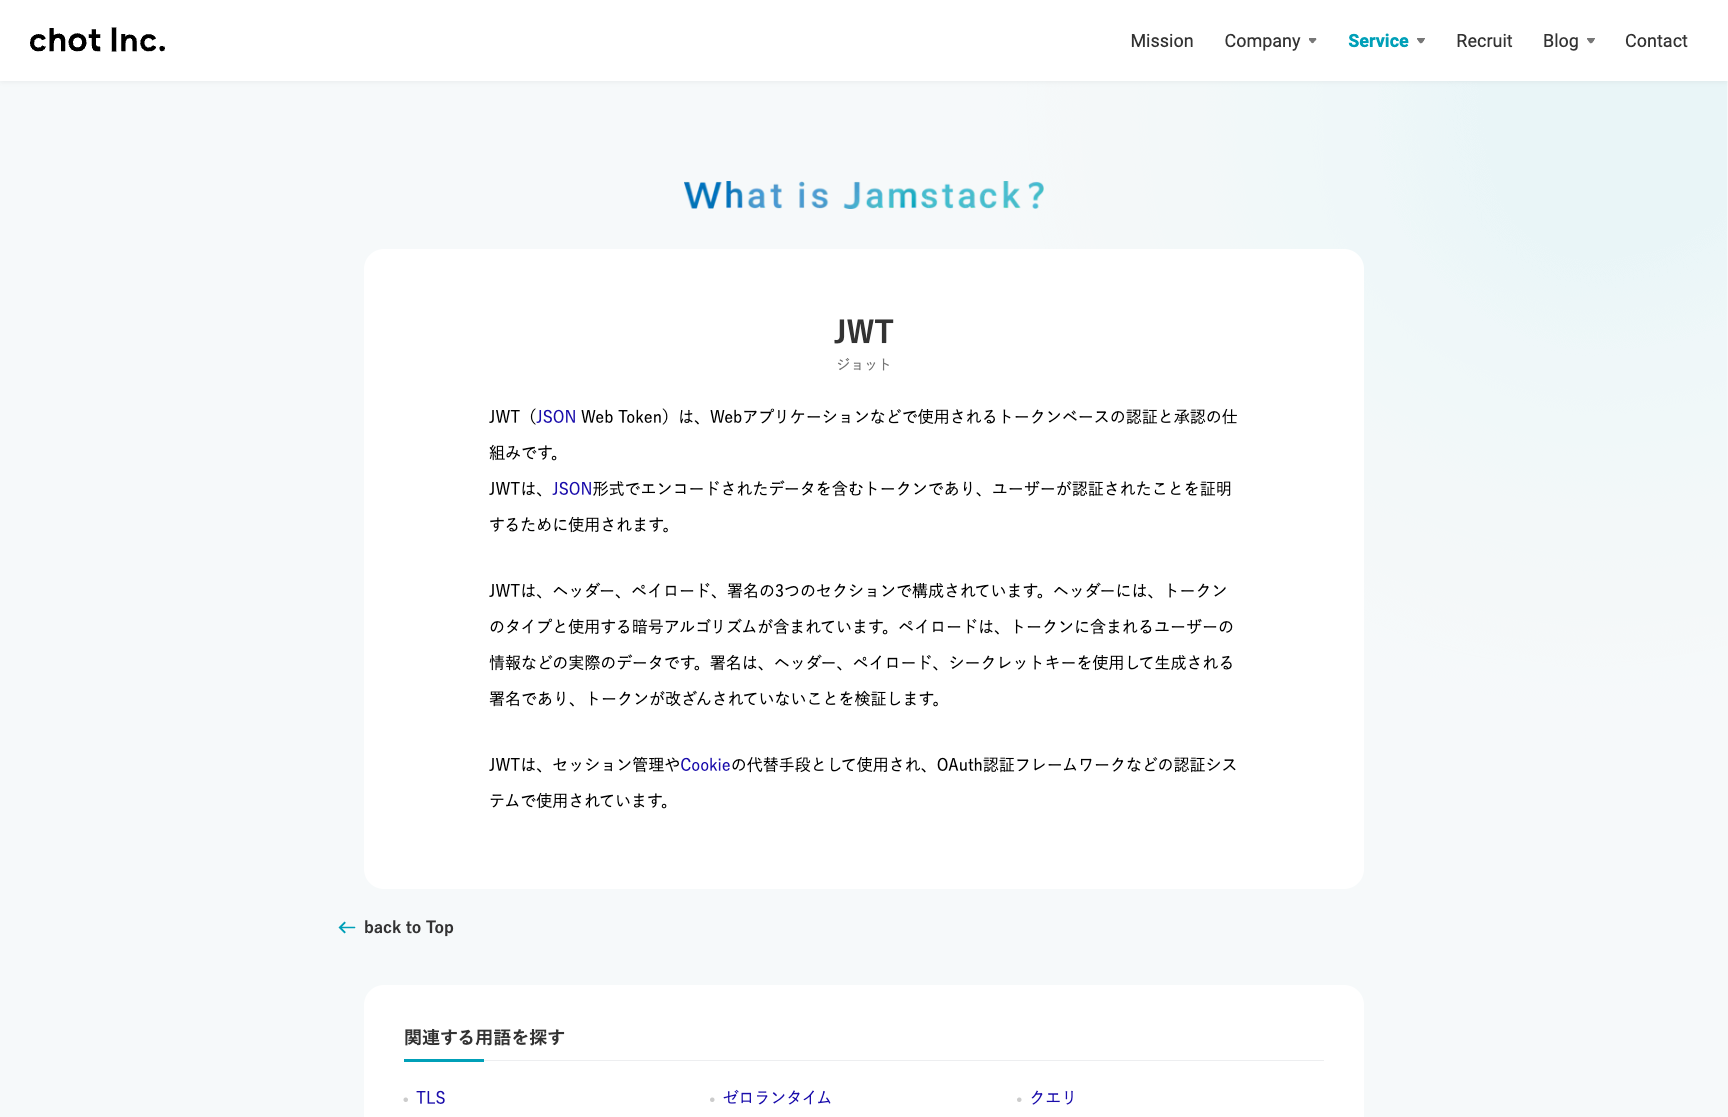 chot Inc.
Mission Company Service Recruit Blog Contact
What is Jamstack?
JWT
ジョット
JWT（JSON Web Token）は、Webアプリケーションなどで使用されるトークンベースの認証と承認の仕
組みです。
JWTは、JSON形式でエンコードされたデータを含むトークンであり、ユーザーが認証されたことを証明
するために使用されます。
JWTは、ヘッダー、ペイロード、署名の3つのセクションで構成されています。ヘッダーには、トークン
のタイプと使用する暗号アルゴリズムが含まれています。ペイロードは、トークンに含まれるユーザーの
情報などの実際のデータです。署名は、ヘッダー、ペイロード、シークレットキーを使用して生成される
署名であり、トークンが改ざんされていないことを検証します。
JWTは、セッション管理やCookieの代替手段として使用され、OAuth認証フレームワークなどの認証シス
テムで使用されています。
back to Top
関連する用語を探す
TLS ゼロランタイム クエリ